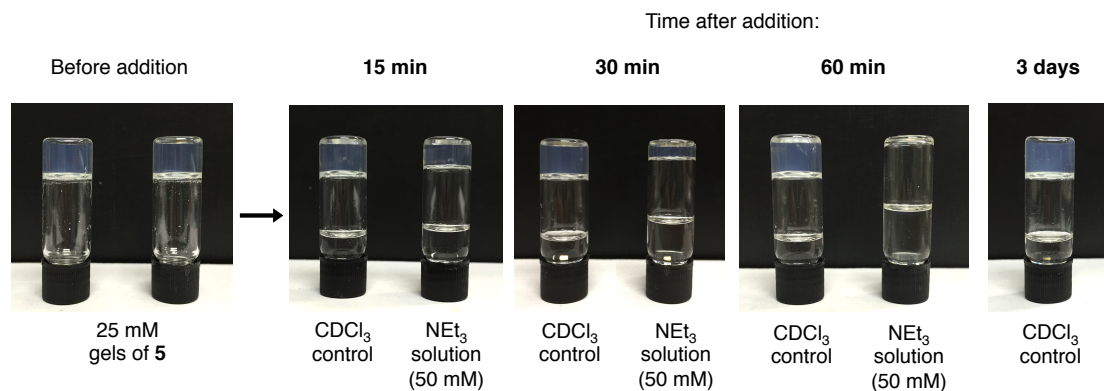 Time after addition:
Before addition
15 min
30 min
60 min
3 days
25 mM
gels of 5
CDCl₃
control
NEt₃
solution
(50 mM)
CDCl₃
control
NEt₃
solution
(50 mM)
CDCl₃
control
NEt₃
solution
(50 mM)
CDCl₃
control